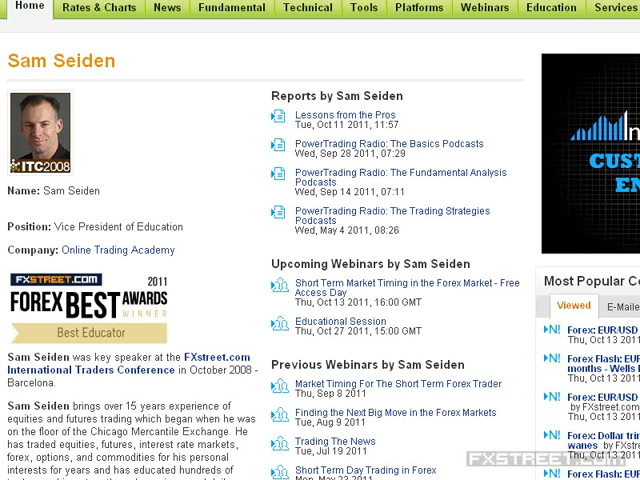 Home Rates & Charts News Fundamental Technical Tools Platforms Webinars Education Services
Sam Seiden
ITC2008
Name: Sam Seiden
Position: Vice President of Education
Company: Online Trading Academy
FXSTREET.COM 2011
FOREX BEST AWARDS
WINNER
Best Educator
Sam Seiden was key speaker at the FXstreet.com
International Traders Conference in October 2008 -
Barcelona.
Sam Seiden brings over 15 years experience of
equities and futures trading which began when he was
on the floor of the Chicago Mercantile Exchange. He
has traded equities, futures, interest rate markets,
forex, options, and commodities for his personal
interests for years and has educated hundreds of
Reports by Sam Seiden
Lessons from the Pros
Tue, Oct 11 2011, 11:57
PowerTrading Radio: The Basics Podcasts
Wed, Sep 28 2011, 07:29
PowerTrading Radio: The Fundamental Analysis
Podcasts
Wed, Sep 14 2011, 07:11
PowerTrading Radio: The Trading Strategies
Podcasts
Wed, May 4 2011, 08:26
Upcoming Webinars by Sam Seiden
Short Term Market Timing in the Forex Market - Free
Access Day
Thu, Oct 13 2011, 16:00 GMT
Educational Session
Thu, Oct 27 2011, 15:00 GMT
Previous Webinars by Sam Seiden
Market Timing For The Short Term Forex Trader
Thu, Sep 8 2011
Finding the Next Big Move in the Forex Markets
Tue, Aug 9 2011
Trading The News
Tue, Jul 19 2011
Short Term Day Trading in Forex
Mon, May 23 2011
CUST
EN
Most Popular Co
Viewed E-Maile
N! Forex: EUR/USD
Thu, Oct 13 2011
N! Forex Flash: EUR
months - Wells
Thu, Oct 13 2011
N! Forex: EUR/USD
by FXstreet.com
Thu, Oct 13 2011
N! Forex: Dollar trim
wanes by FXstreet
Thu, Oct 13 2011
N! Forex Flash: EUR
FXSTREET.COM